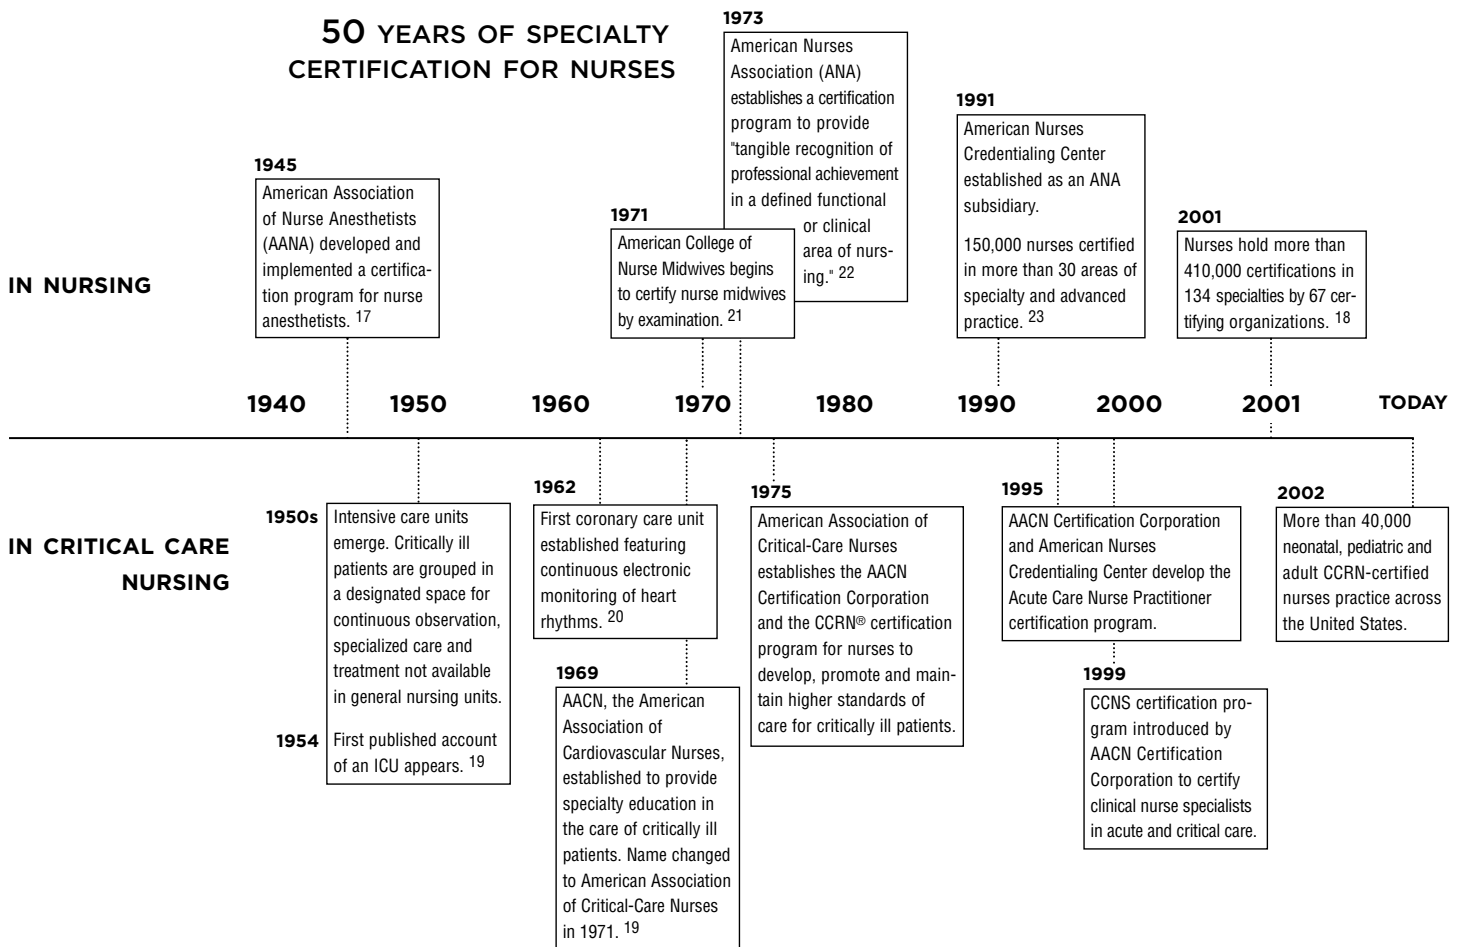 50 YEARS OF SPECIALTY
CERTIFICATION FOR NURSES
IN NURSING
1945
American Association
of Nurse Anesthetists
(AANA) developed and
implemented a certifica-
tion program for nurse
anesthetists. 17
1971
American College of
Nurse Midwives begins
to certify nurse midwives
by examination. 21
1973
American Nurses
Association (ANA)
establishes a certification
program to provide
"tangible recognition of
professional achievement
in a defined functional
or clinical
area of nurs-
ing." 22
1991
American Nurses
Credentialing Center
established as an ANA
subsidiary.
150,000 nurses certified
in more than 30 areas of
specialty and advanced
practice. 23
2001
Nurses hold more than
410,000 certifications in
134 specialties by 67 cer-
tifying organizations. 18
1940 1950 1960 1970 1980 1990 2000 2001 TODAY
IN CRITICAL CARE
NURSING
1950s
Intensive care units
emerge. Critically ill
patients are grouped in
a designated space for
continuous observation,
specialized care and
treatment not available
in general nursing units.
1954
First published account
of an ICU appears. 19
1962
First coronary care unit
established featuring
continuous electronic
monitoring of heart
rhythms. 20
1969
AACN, the American
Association of
Cardiovascular Nurses,
established to provide
specialty education in
the care of critically ill
patients. Name changed
to American Association
of Critical-Care Nurses
in 1971. 19
1975
American Association of
Critical-Care Nurses
establishes the AACN
Certification Corporation
and the CCRN® certification
program for nurses to
develop, promote and main-
tain higher standards of
care for critically ill patients.
1995
AACN Certification Corporation
and American Nurses
Credentialing Center develop the
Acute Care Nurse Practitioner
certification program.
1999
CCNS certification pro-
gram introduced by
AACN Certification
Corporation to certify
clinical nurse specialists
in acute and critical care.
2002
More than 40,000
neonatal, pediatric and
adult CCRN-certified
nurses practice across
the United States.